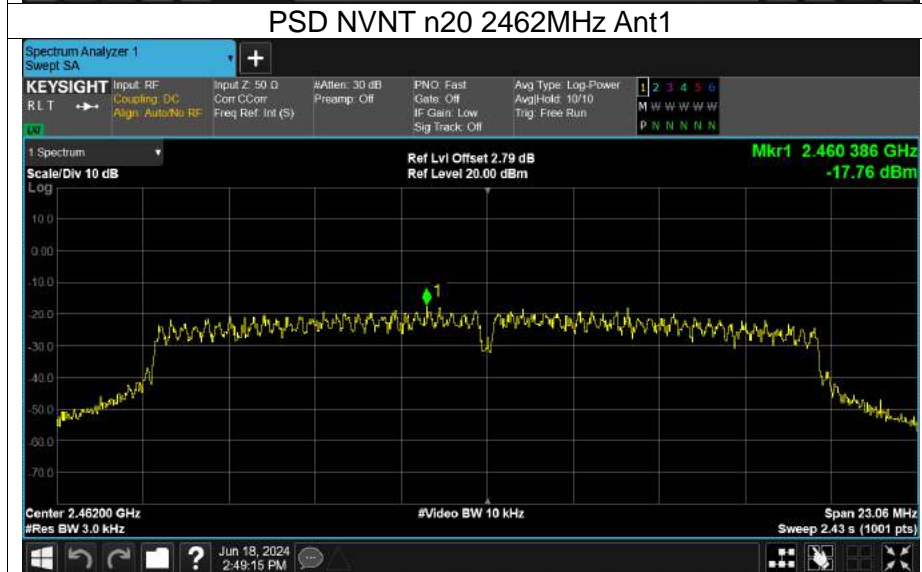 PSD NVNT n20 2462MHz Ant1
Spectrum Analyzer 1
Swept SA
+
KEYSIGHT
RLT
LXI
Input: RF
Coupling: DC
Align: Auto/No RF
Input Z: 50 Ω
Corr CCorr
Freq Ref: Int (S)
#Atten: 30 dB
Preamp: Off
PNO: Fast
Gate: Off
IF Gain: Low
Sig Track: Off
Avg Type: Log-Power
Avg|Hold: 10/10
Trig: Free Run
1 2 3 4 5 6
M W W W W W
P N N N N N
1 Spectrum
Scale/Div 10 dB
Log
Ref Lvl Offset 2.79 dB
Ref Level 20.00 dBm
Mkr1 2.460 386 GHz
-17.76 dBm
10.0
0.00
-10.0
1
-20.0
-30.0
-40.0
-50.0
-60.0
-70.0
Center 2.46200 GHz
#Res BW 3.0 kHz
#Video BW 10 kHz
Span 23.06 MHz
Sweep 2.43 s (1001 pts)
?
Jun 18, 2024
2:49:15 PM